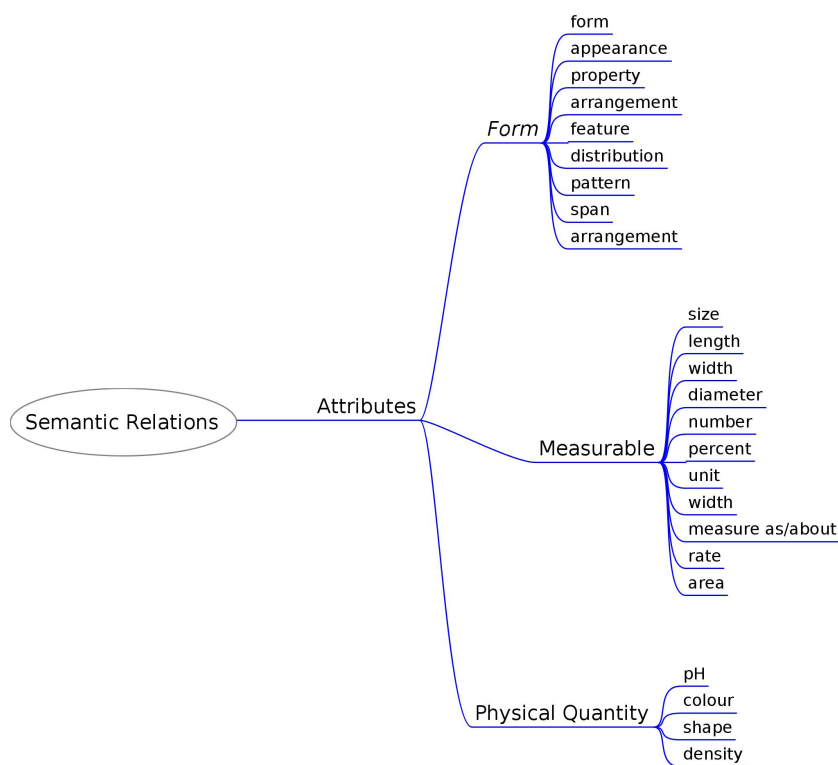 form
appearance
property
arrangement
Form
feature
distribution
pattern
span
arrangement
size
length
width
Attributes
diameter
Semantic Relations
number
Measurable
percent
unit
width
measure as/about
rate
area
pH
colour
Physical Quantity
shape
density